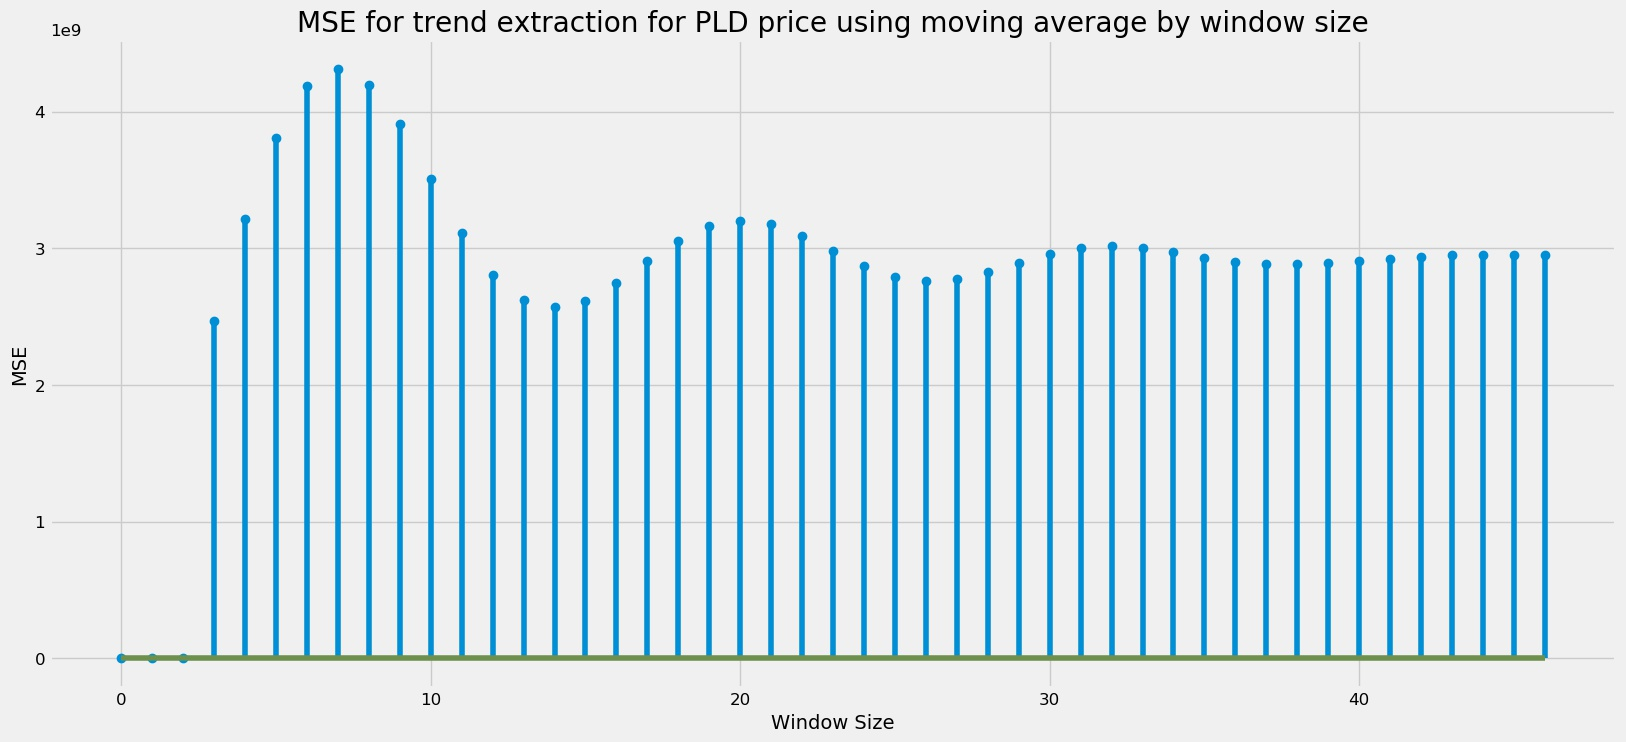 MSE for trend extraction for PLD price using moving average by window size
1e9
4
3
2
1
0
MSE
0 10 20 30 40
Window Size